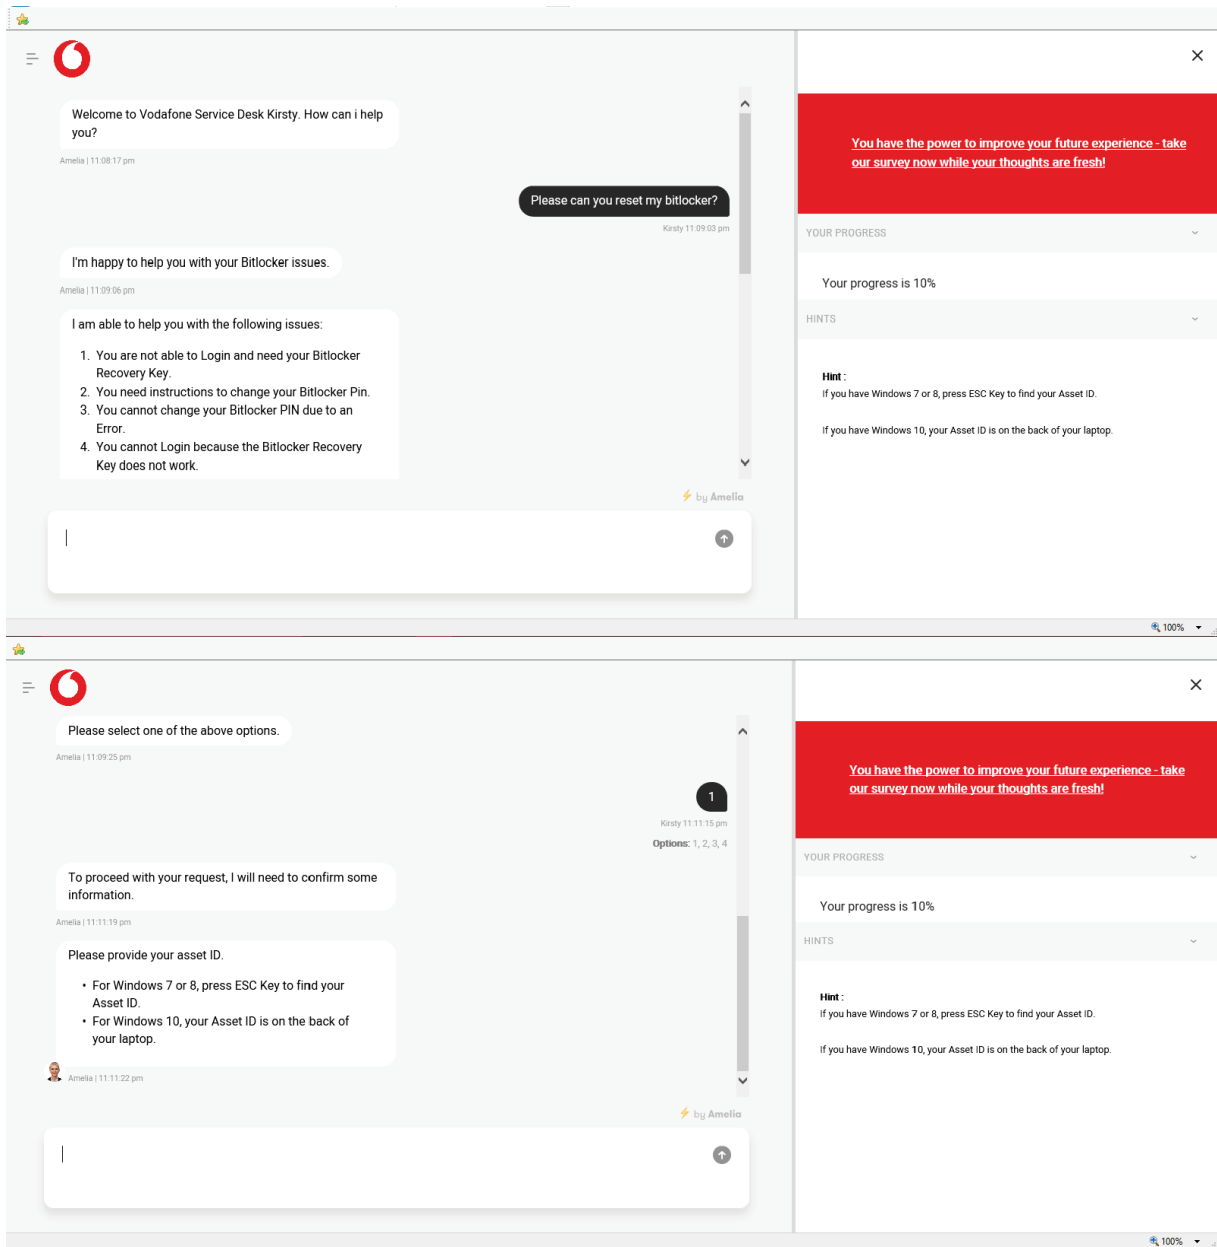 Welcome to Vodafone Service Desk Kirsty. How can i help
you?
Amelia | 11:08:17 pm
Please can you reset my bitlocker?
Kirsty 11:09:03 pm
I'm happy to help you with your Bitlocker issues.
Amelia | 11:09:06 pm
I am able to help you with the following issues:
1. You are not able to Login and need your Bitlocker
Recovery Key.
2. You need instructions to change your Bitlocker Pin.
3. You cannot change your Bitlocker PIN due to an
Error.
4. You cannot Login because the Bitlocker Recovery
Key does not work.
by Amelia
You have the power to improve your future experience - take
our survey now while your thoughts are fresh!
YOUR PROGRESS
Your progress is 10%
HINTS
Hint :
If you have Windows 7 or 8, press ESC Key to find your Asset ID.
If you have Windows 10, your Asset ID is on the back of your laptop.
100%
Please select one of the above options.
Amelia | 11:09:25 pm
1
Kirsty 11:11:15 pm
Options: 1, 2, 3, 4
To proceed with your request, I will need to confirm some
information.
Amelia | 11:11:19 pm
Please provide your asset ID.
• For Windows 7 or 8, press ESC Key to find your
Asset ID.
• For Windows 10, your Asset ID is on the back of
your laptop.
Amelia | 11:11:22 pm
by Amelia
You have the power to improve your future experience - take
our survey now while your thoughts are fresh!
YOUR PROGRESS
Your progress is 10%
HINTS
Hint :
If you have Windows 7 or 8, press ESC Key to find your Asset ID.
If you have Windows 10, your Asset ID is on the back of your laptop.
100%